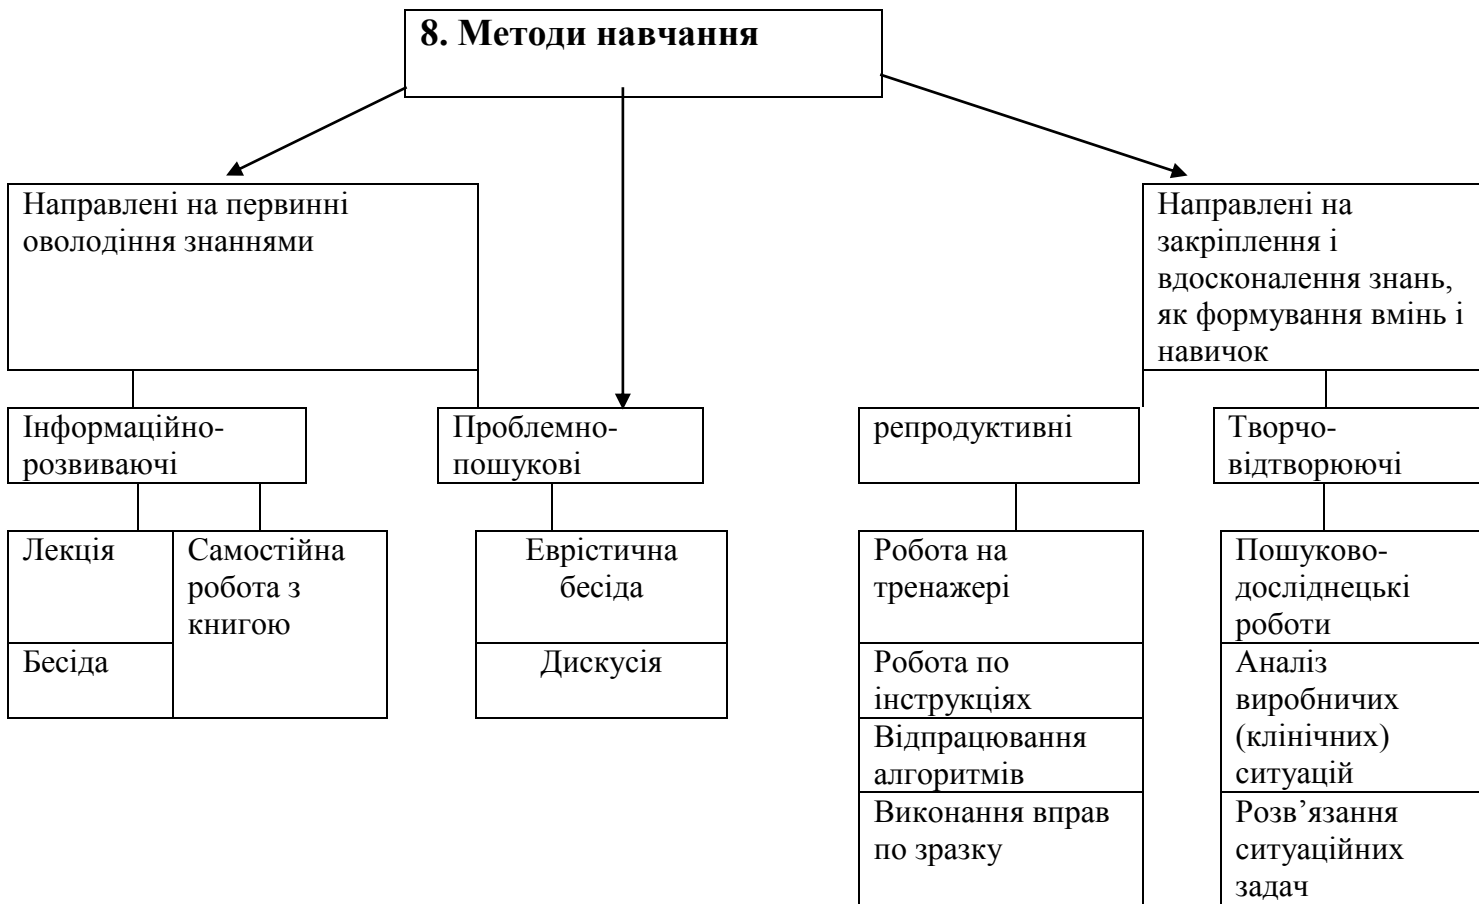 8. Методи навчання
Направлені на первинні
оволодіння знаннями
Направлені на
закріплення і
вдосконалення знань,
як формування вмінь і
навичок
Інформаційно-
розвиваючі
Проблемно-
пошукові
репродуктивні
Творчо-
відтворюючі
Лекція
Бесіда
Самостійна
робота з
книгою
Еврістична
бесіда
Дискусія
Робота на
тренажері
Робота по
інструкціях
Відпрацювання
алгоритмів
Виконання вправ
по зразку
Пошуково-
досліднецькі
роботи
Аналіз
виробничих
(клінічних)
ситуацій
Розв’язання
ситуаційних
задач